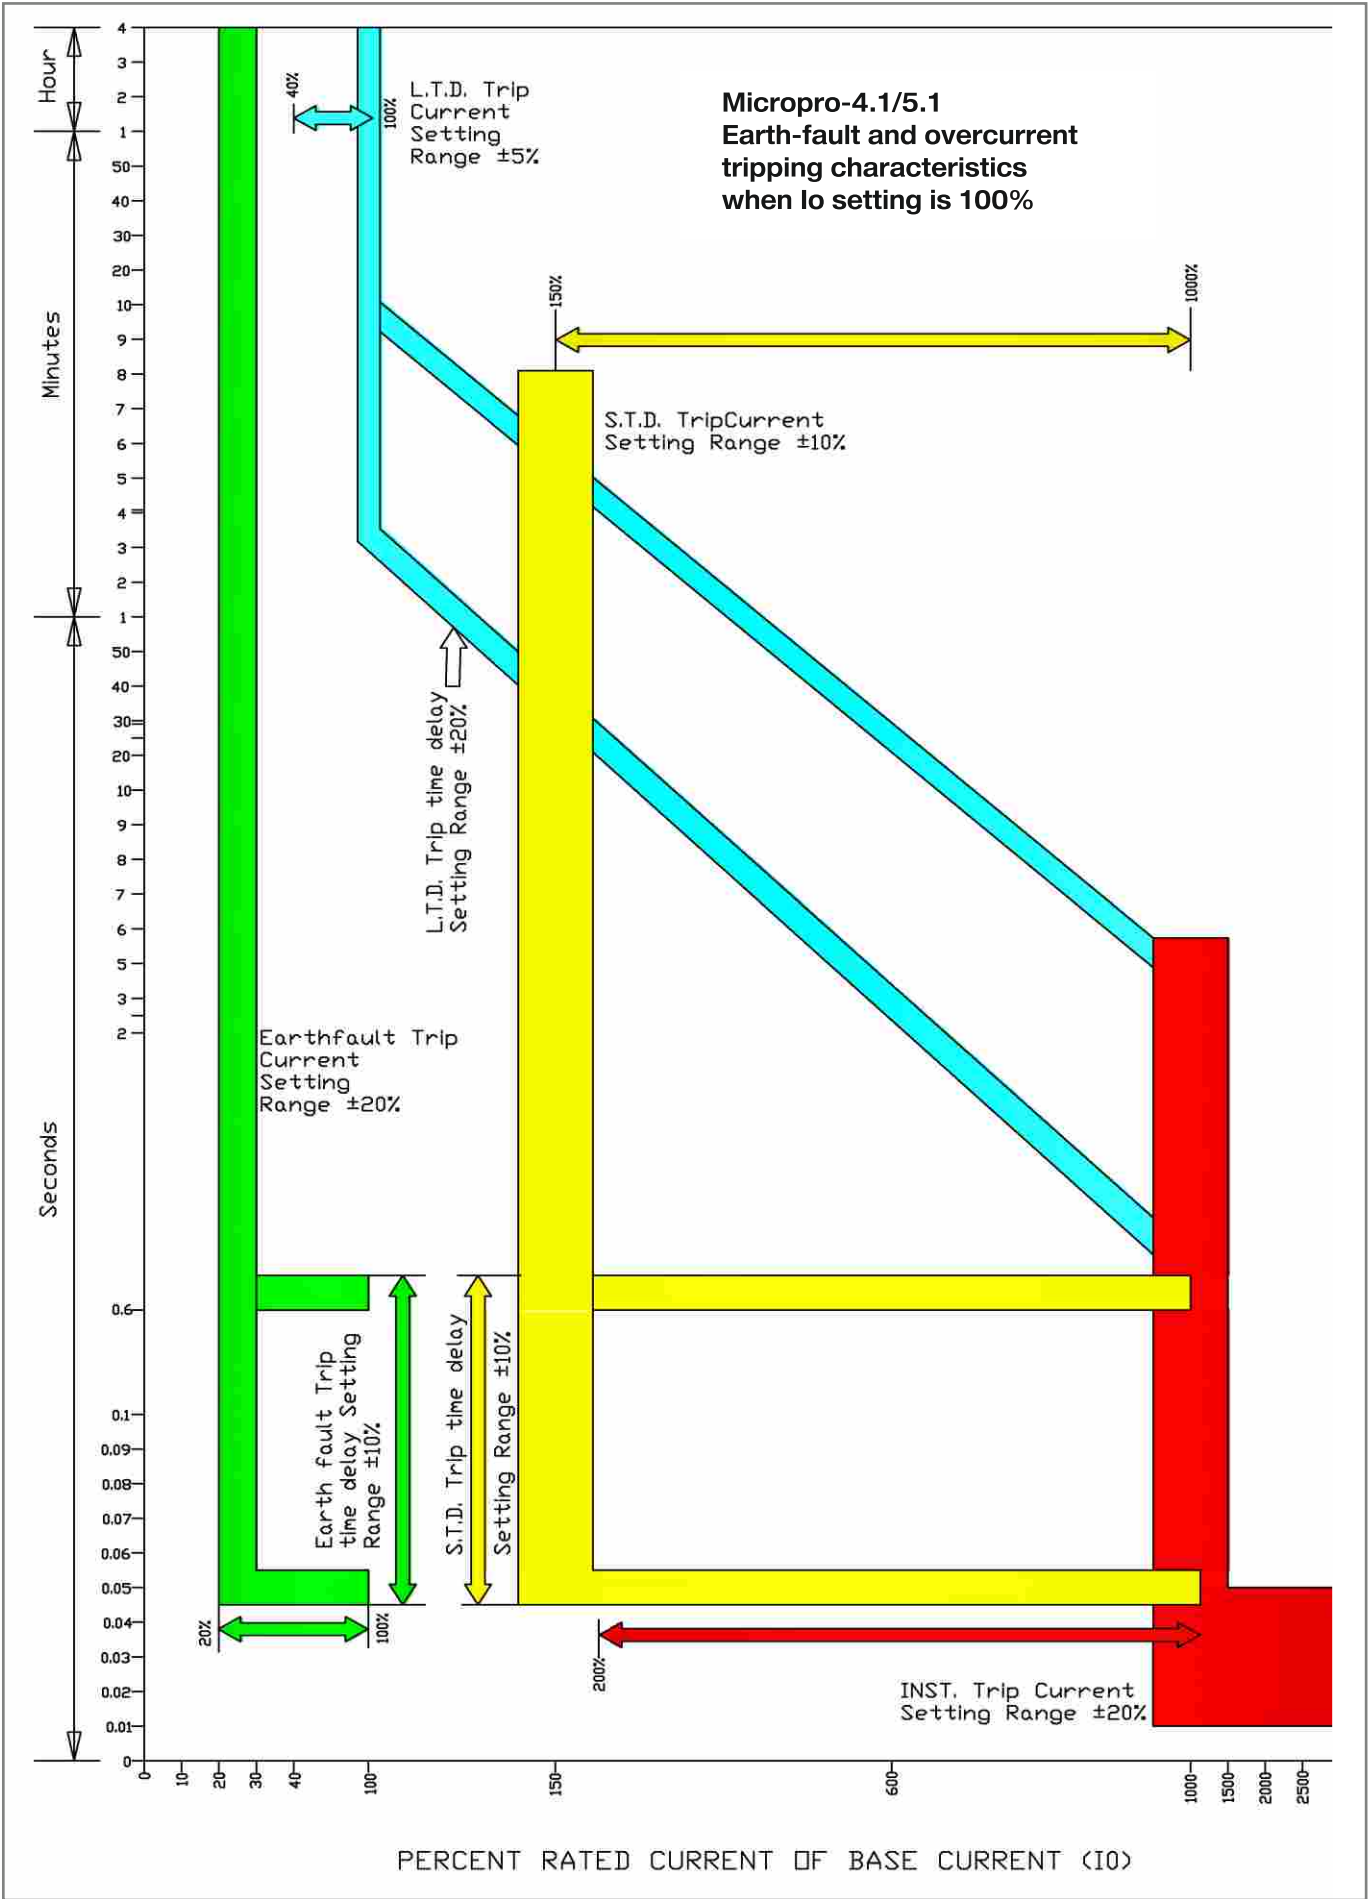 Micropro-4.1/5.1
Earth-fault and overcurrent
tripping characteristics
when Io setting is 100%
Hour
Minutes
Seconds
4
3
2
1
50
40
30
20
10
9
8
7
6
5
4
3
2
1
50
40
30
20
10
9
8
7
6
5
3
2
0.6
0.1
0.09
0.08
0.07
0.06
0.05
0.04
0.03
0.02
0.01
0
40%
100%
L.T.D. Trip
Current
Setting
Range ±5%
150%
1000%
S.T.D. TripCurrent
Setting Range ±10%
L.T.D. Trip time delay
Setting Range ±20%
Earthfault Trip
Current
Setting
Range ±20%
Earth fault Trip
time delay Setting
Range ±10%
S.T.D. Trip time delay
Setting Range ±10%
20%
100%
200%
INST. Trip Current
Setting Range ±20%
0
10
20
30
40
100
150
600
1000
1500
2000
2500
PERCENT RATED CURRENT OF BASE CURRENT (IO)